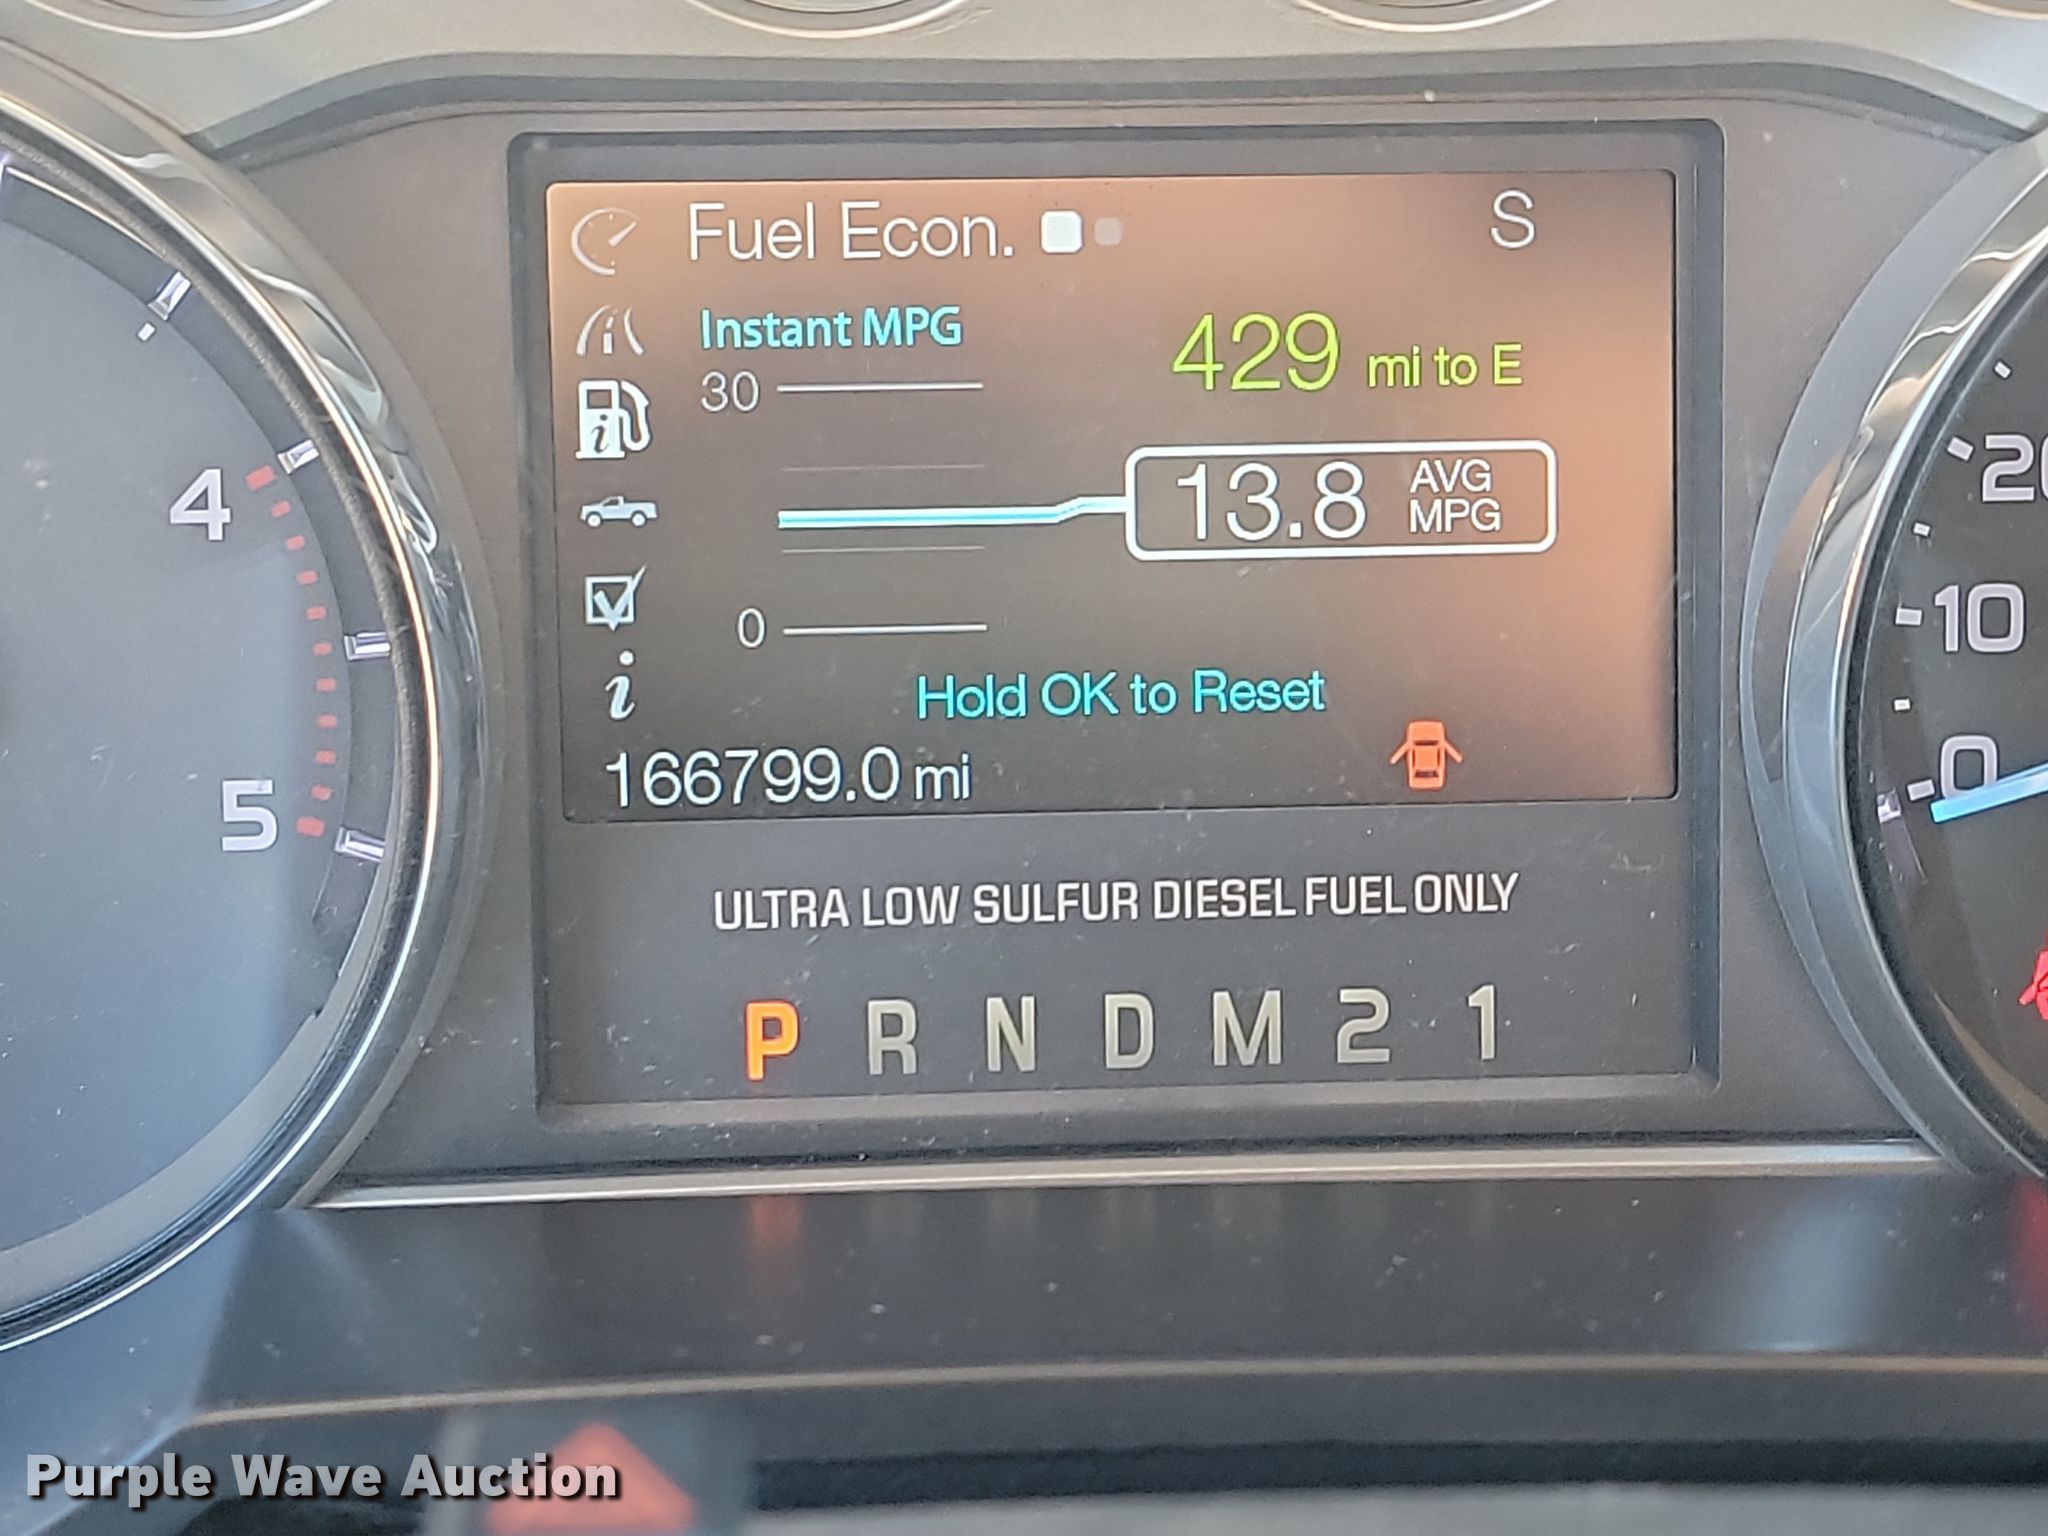 Fuel Econ.
S
Instant MPG
429 mi to E
30
13.8 AVG MPG
0
Hold OK to Reset
166799.0 mi
ULTRA LOW SULFUR DIESEL FUEL ONLY
P R N D M 2 1
4
5
20
10
0
Purple Wave Auction